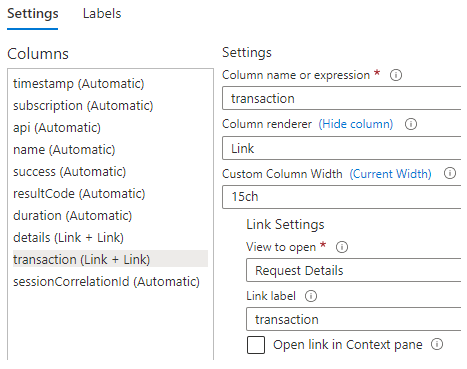 Settings Labels
Columns
timestamp (Automatic)
subscription (Automatic)
api (Automatic)
name (Automatic)
success (Automatic)
resultCode (Automatic)
duration (Automatic)
details (Link + Link)
transaction (Link + Link)
sessionCorrelationId (Automatic)
Settings
Column name or expression *
transaction
Column renderer (Hide column)
Link
Custom Column Width (Current Width)
15ch
Link Settings
View to open *
Request Details
Link label
transaction
Open link in Context pane